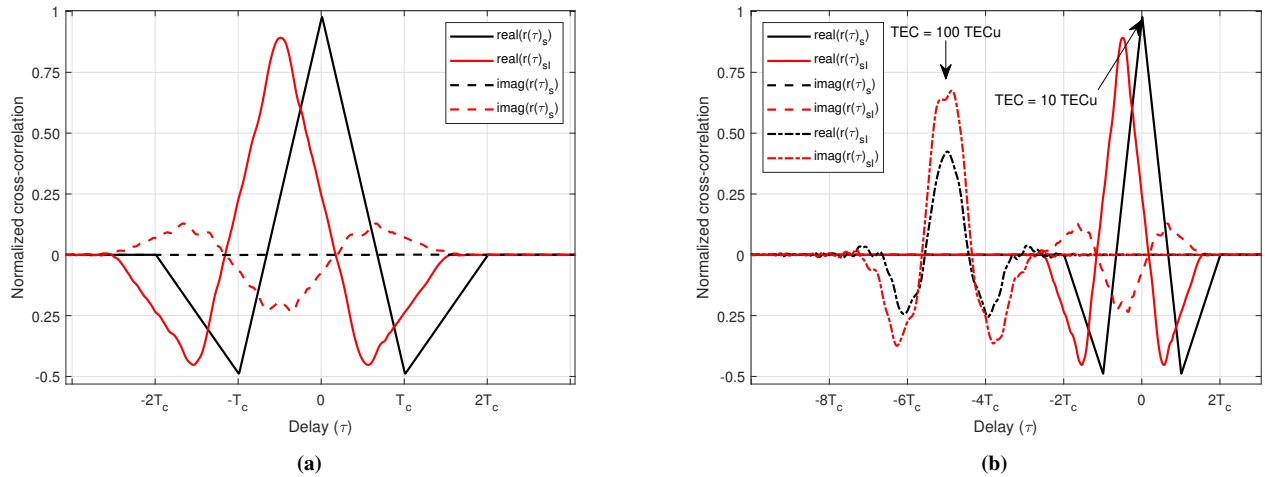 1
0.75
0.50
0.25
0
0.25
-0.5
Normalized cross-correlation
-2T_c
-T_c
0
T_c
2T_c
Delay (τ)
real(r(τ)_s)
real(r(τ)_sI)
imag(r(τ)_s)
imag(r(τ)_sI)
(a)
1
0.75
0.50
0.25
0
0.25
-0.5
Normalized cross-correlation
-8T_c
-6T_c
-4T_c
-2T_c
0
2T_c
Delay (τ)
real(r(τ)_s)
real(r(τ)_sI)
imag(r(τ)_s)
imag(r(τ)_sI)
real(r(τ)_sI)
imag(r(τ)_sI)
TEC = 100 TECu
TEC = 10 TECu
(b)